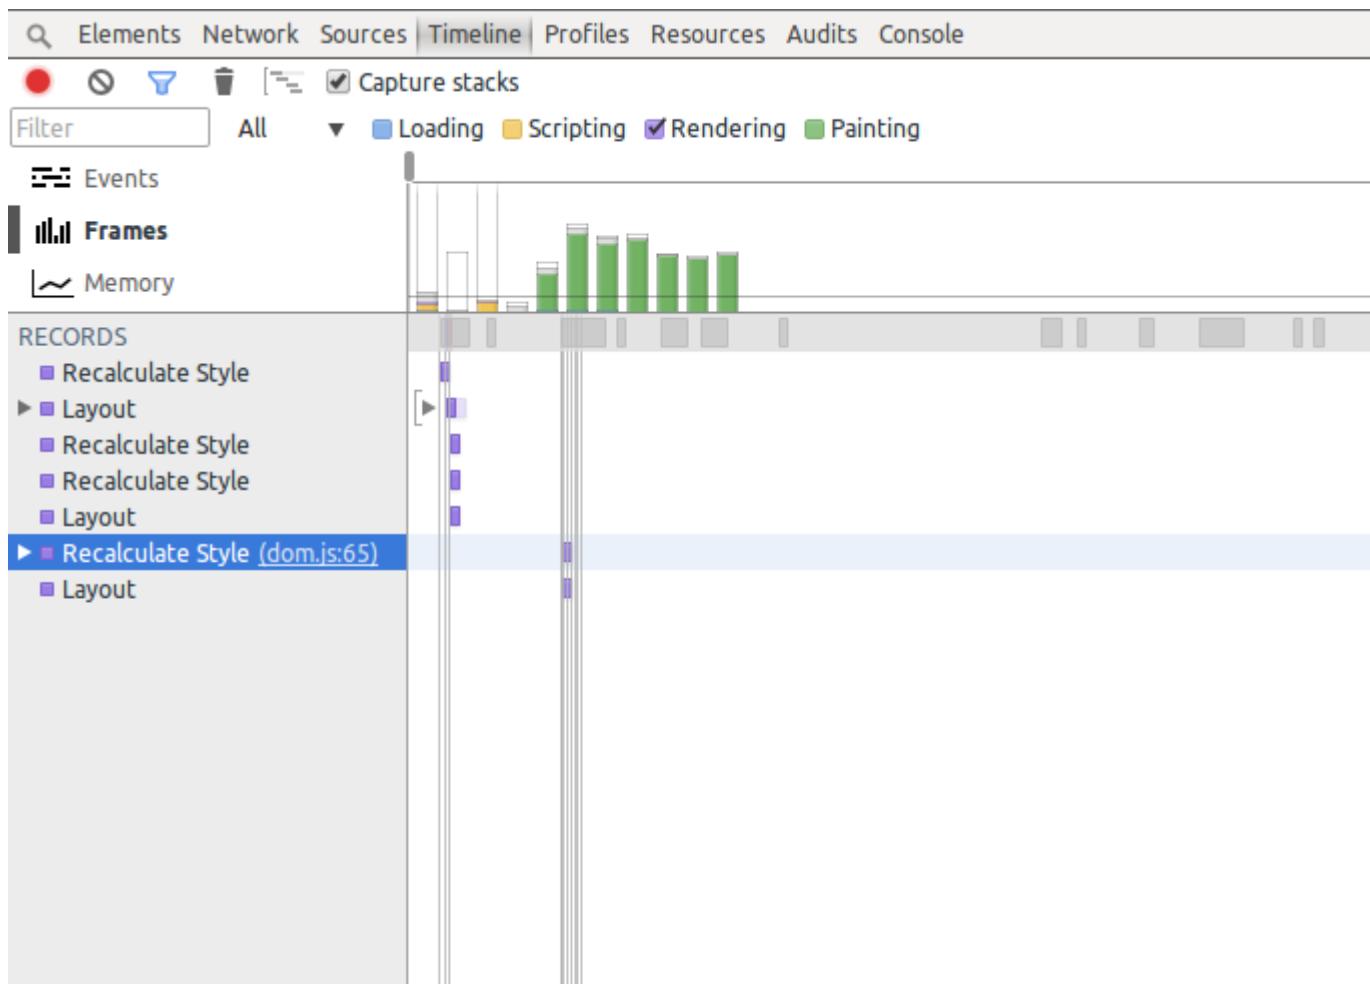 Elements Network Sources Timeline Profiles Resources Audits Console
Capture stacks
Filter All Loading Scripting Rendering Painting
Events
Frames
Memory
RECORDS
Recalculate Style
Layout
Recalculate Style
Recalculate Style
Layout
Recalculate Style (dom.js:65)
Layout